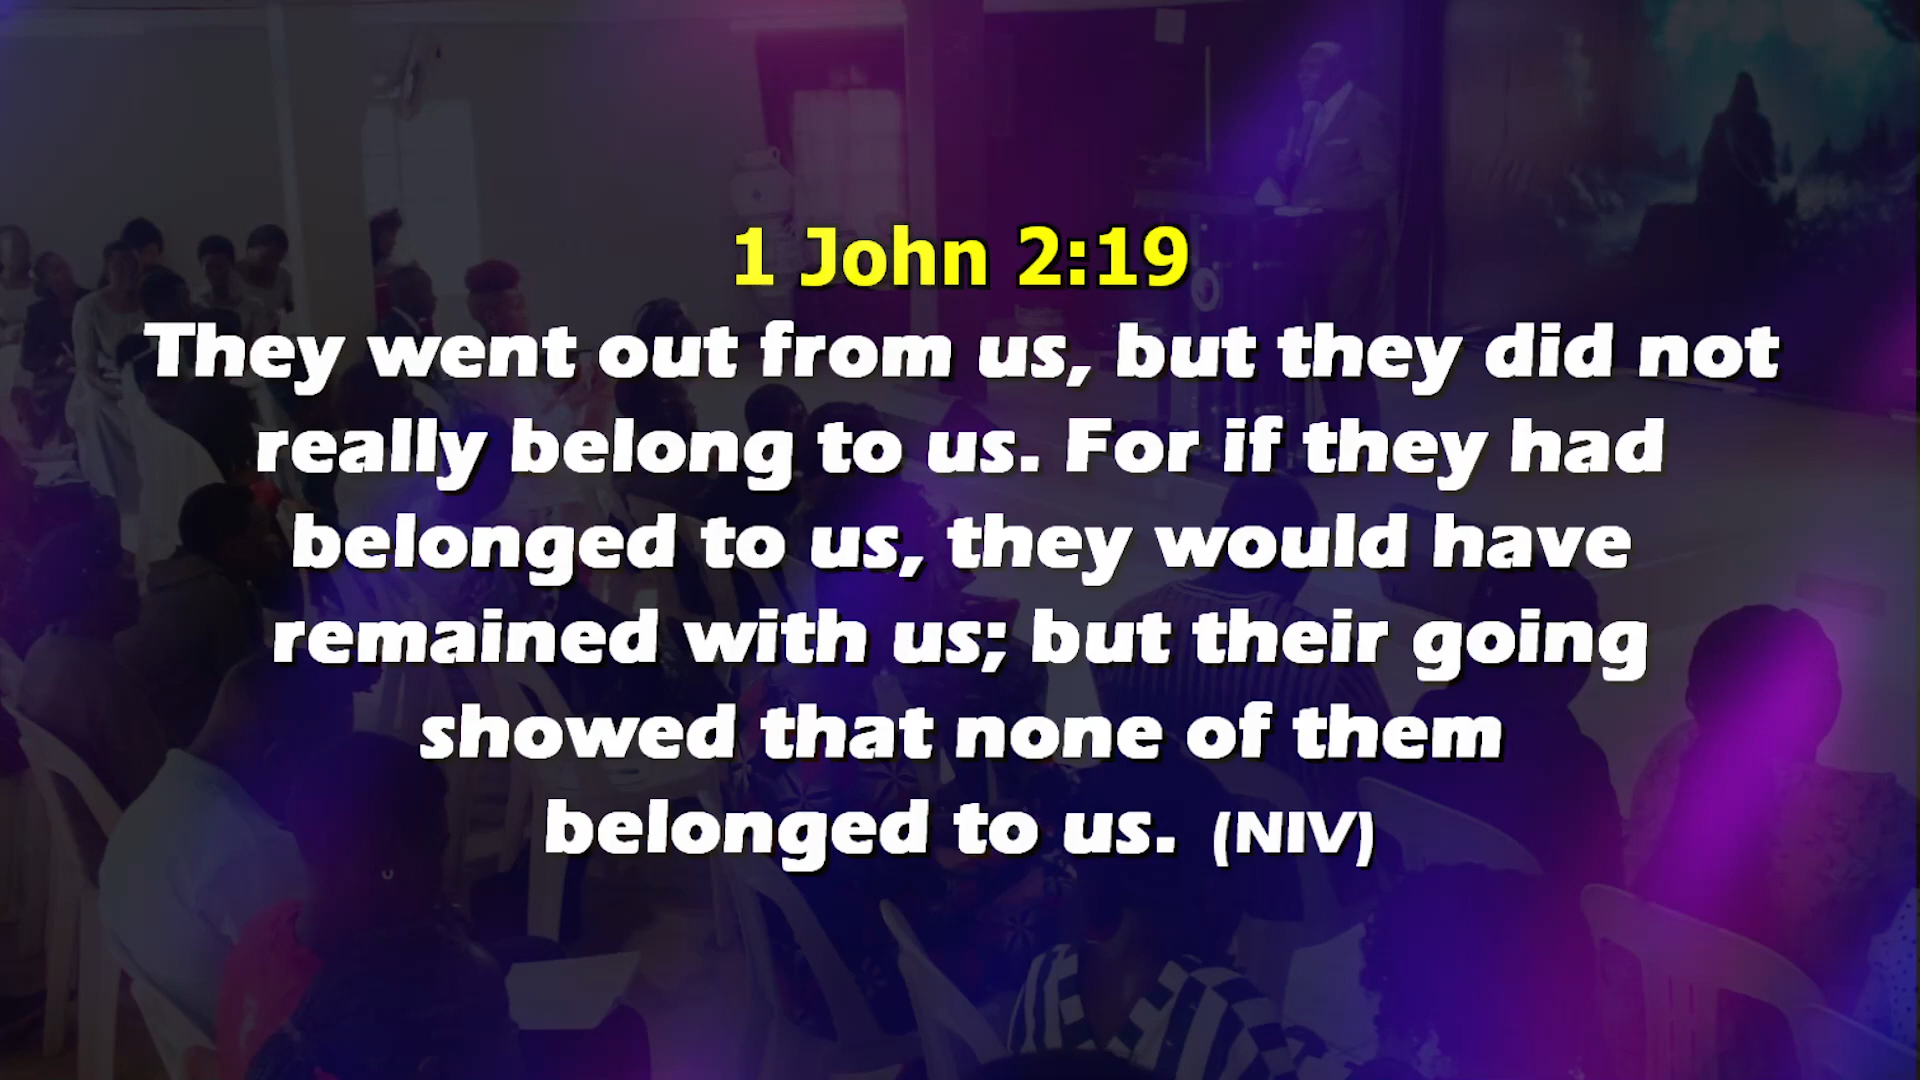 1 John 2:19
They went out from us, but they did not
really belong to us. For if they had
belonged to us, they would have
remained with us; but their going
showed that none of them
belonged to us. (NIV)